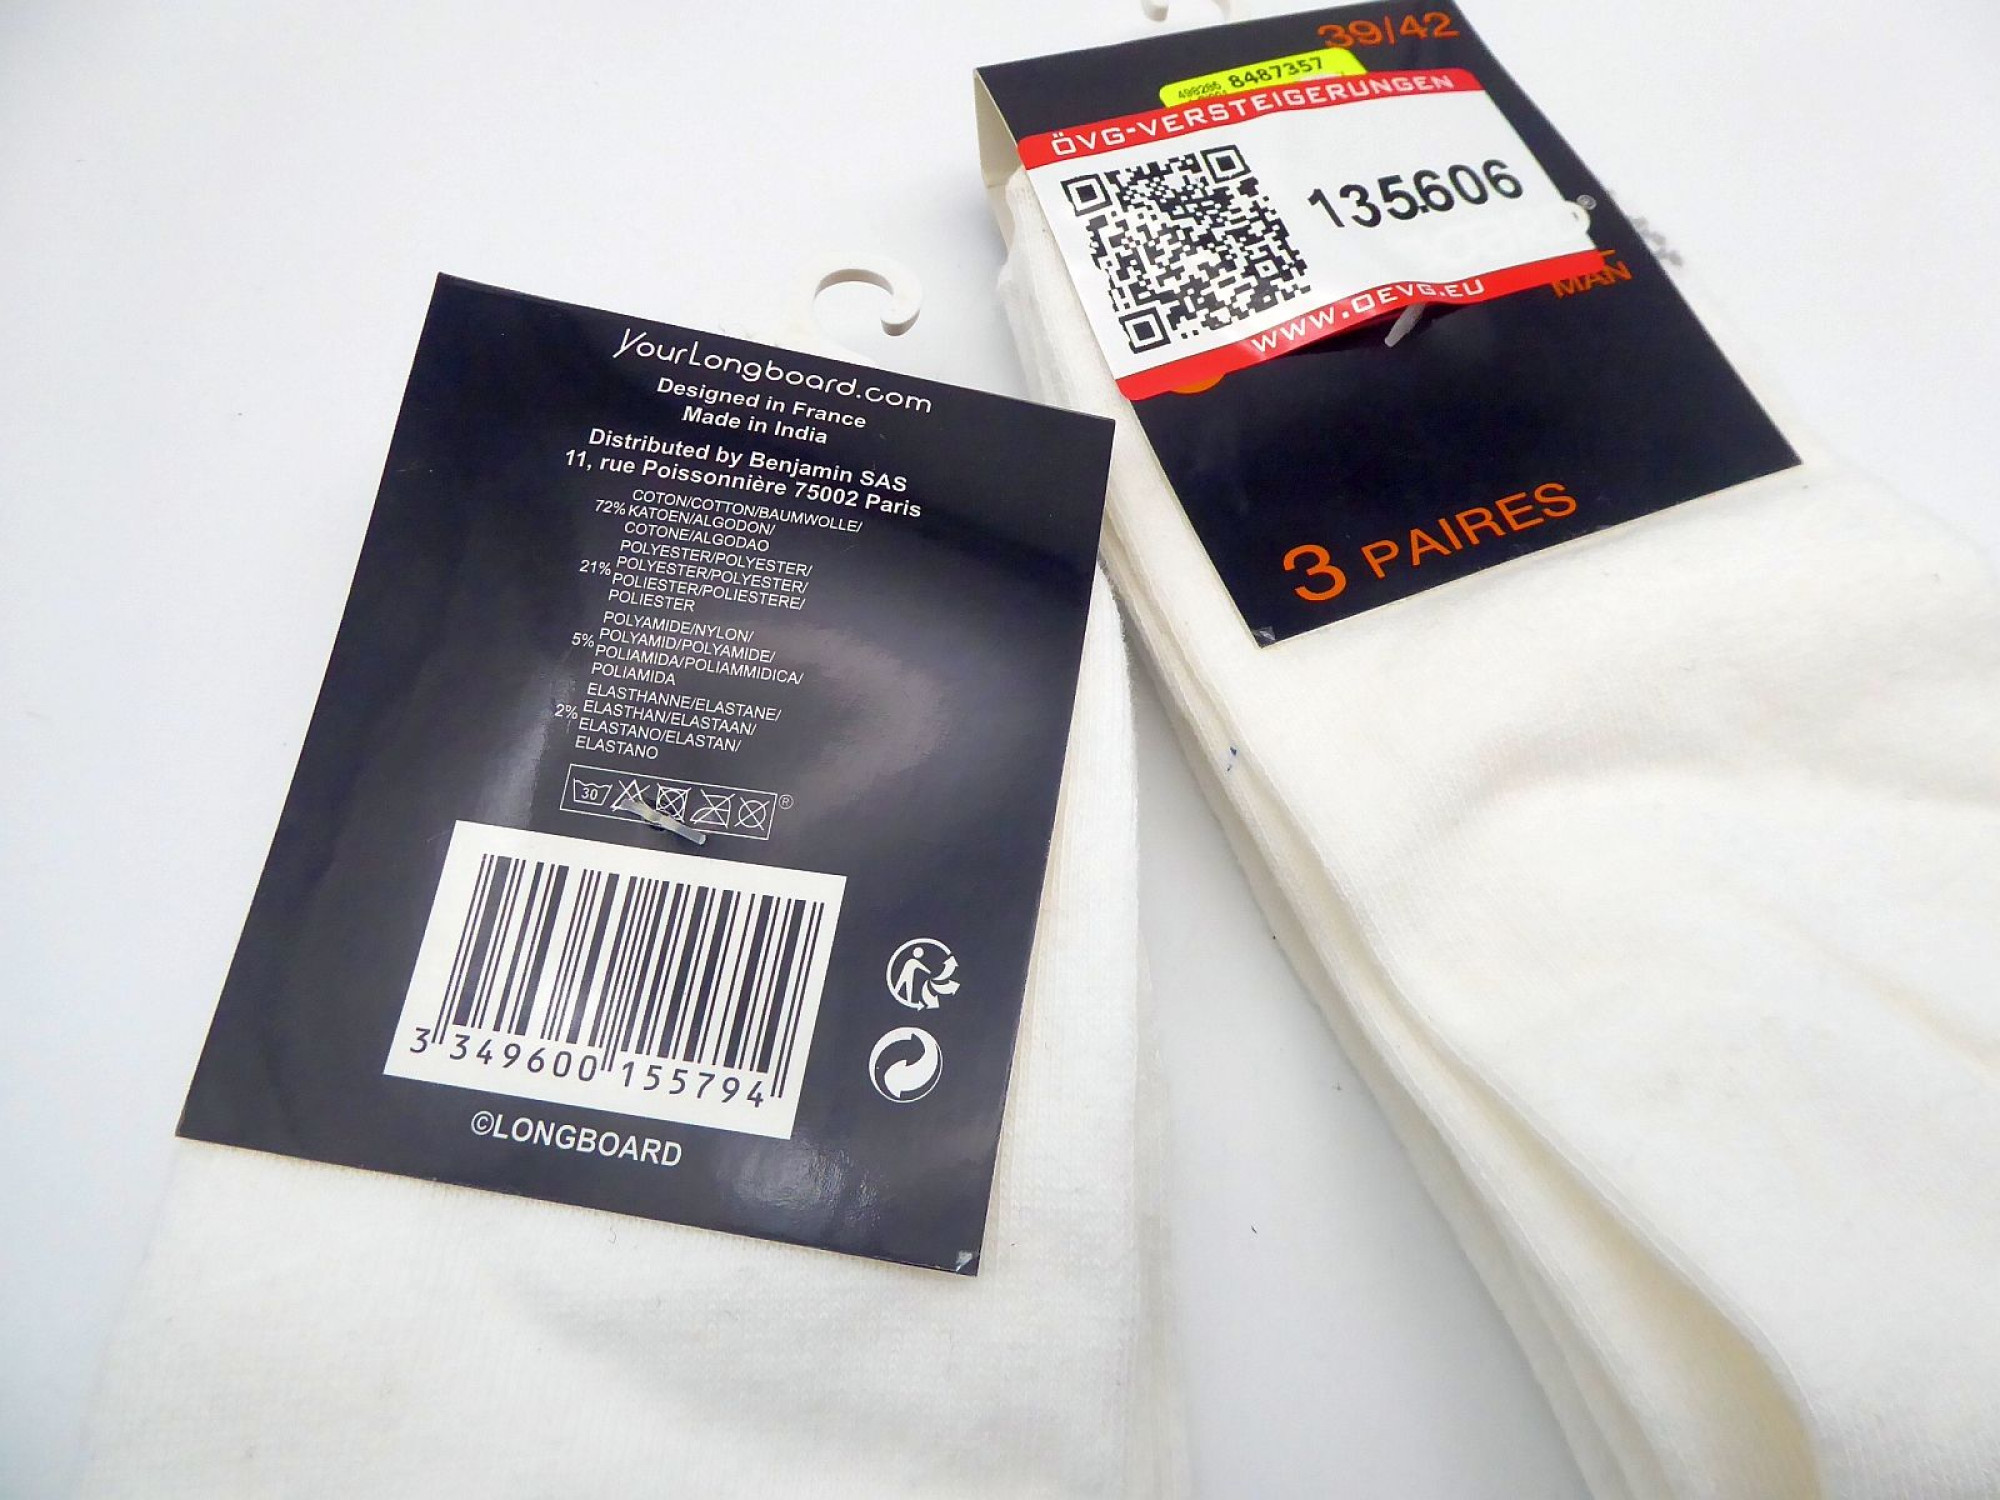 YourLongboard.com
Designed in France
Made in India
Distributed by Benjamin SAS
11, rue Poissonnière 75002 Paris
COTON/COTTON/BAUMWOLLE/
72% KATOEN/ALGODON/
COTONE/ALGODAO
POLYESTER/POLYESTER/
21% POLYESTER/POLYESTER/
POLIESTER/POLIESTERE/
POLIESTER
POLYAMIDE/NYLON/
5% POLYAMID/POLYAMIDE/
POLIAMIDA/POLIAMMIDICA/
POLIAMIDA
ELASTHANNE/ELASTANE/
2% ELASTHAN/ELASTAAN/
ELASTANO/ELASTAN/
ELASTANO
30 ®
3 349600 155794
©LONGBOARD
39/42
498286 8487357
ÖVG-VERSTEIGERUNGEN
135.606
®
WWW.OEVG.EU
MAN
3 PAIRES